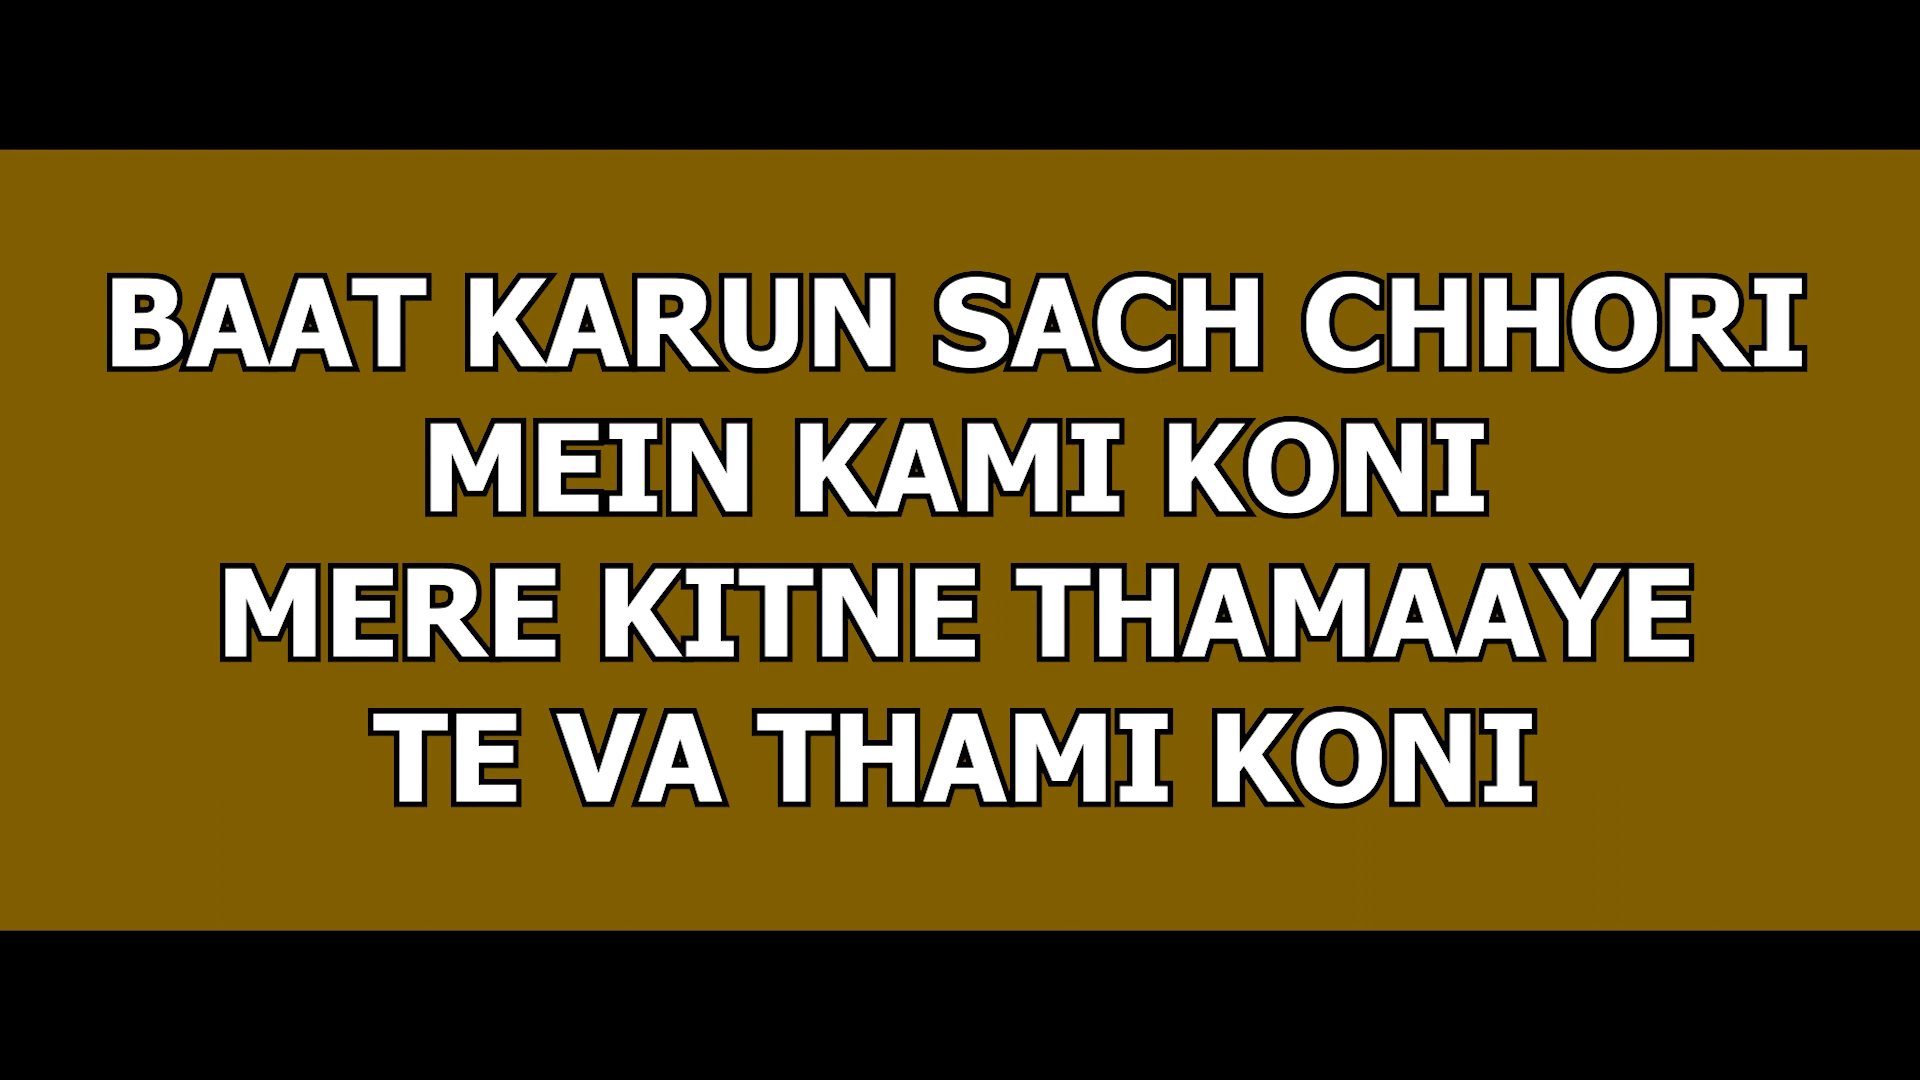 BAAT KARUN SACH CHHORI
MEIN KAMI KONI
MERE KITNE THAMAAYE
TE VA THAMI KONI